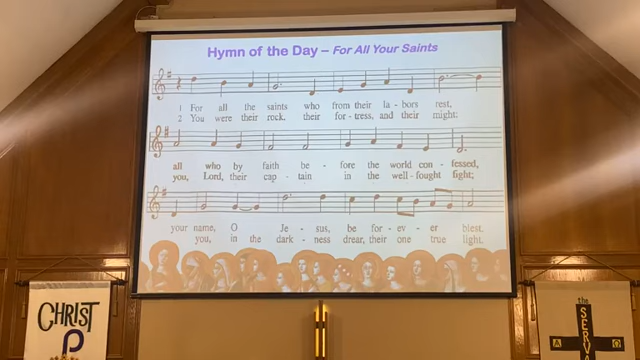 Hymn of the Day – For All Your Saints
1 For all the saints who from their la - bors rest,
2 You were their rock, their for - tress, and their might:
all who by faith be - fore the world con - fessed,
you, Lord, their cap - tain in the well - fought fight;
your name, O Je - sus, be for - ev - er blest.
you, in the dark - ness drear, their one true light.
CHRIST
the
SERVA
A Ω